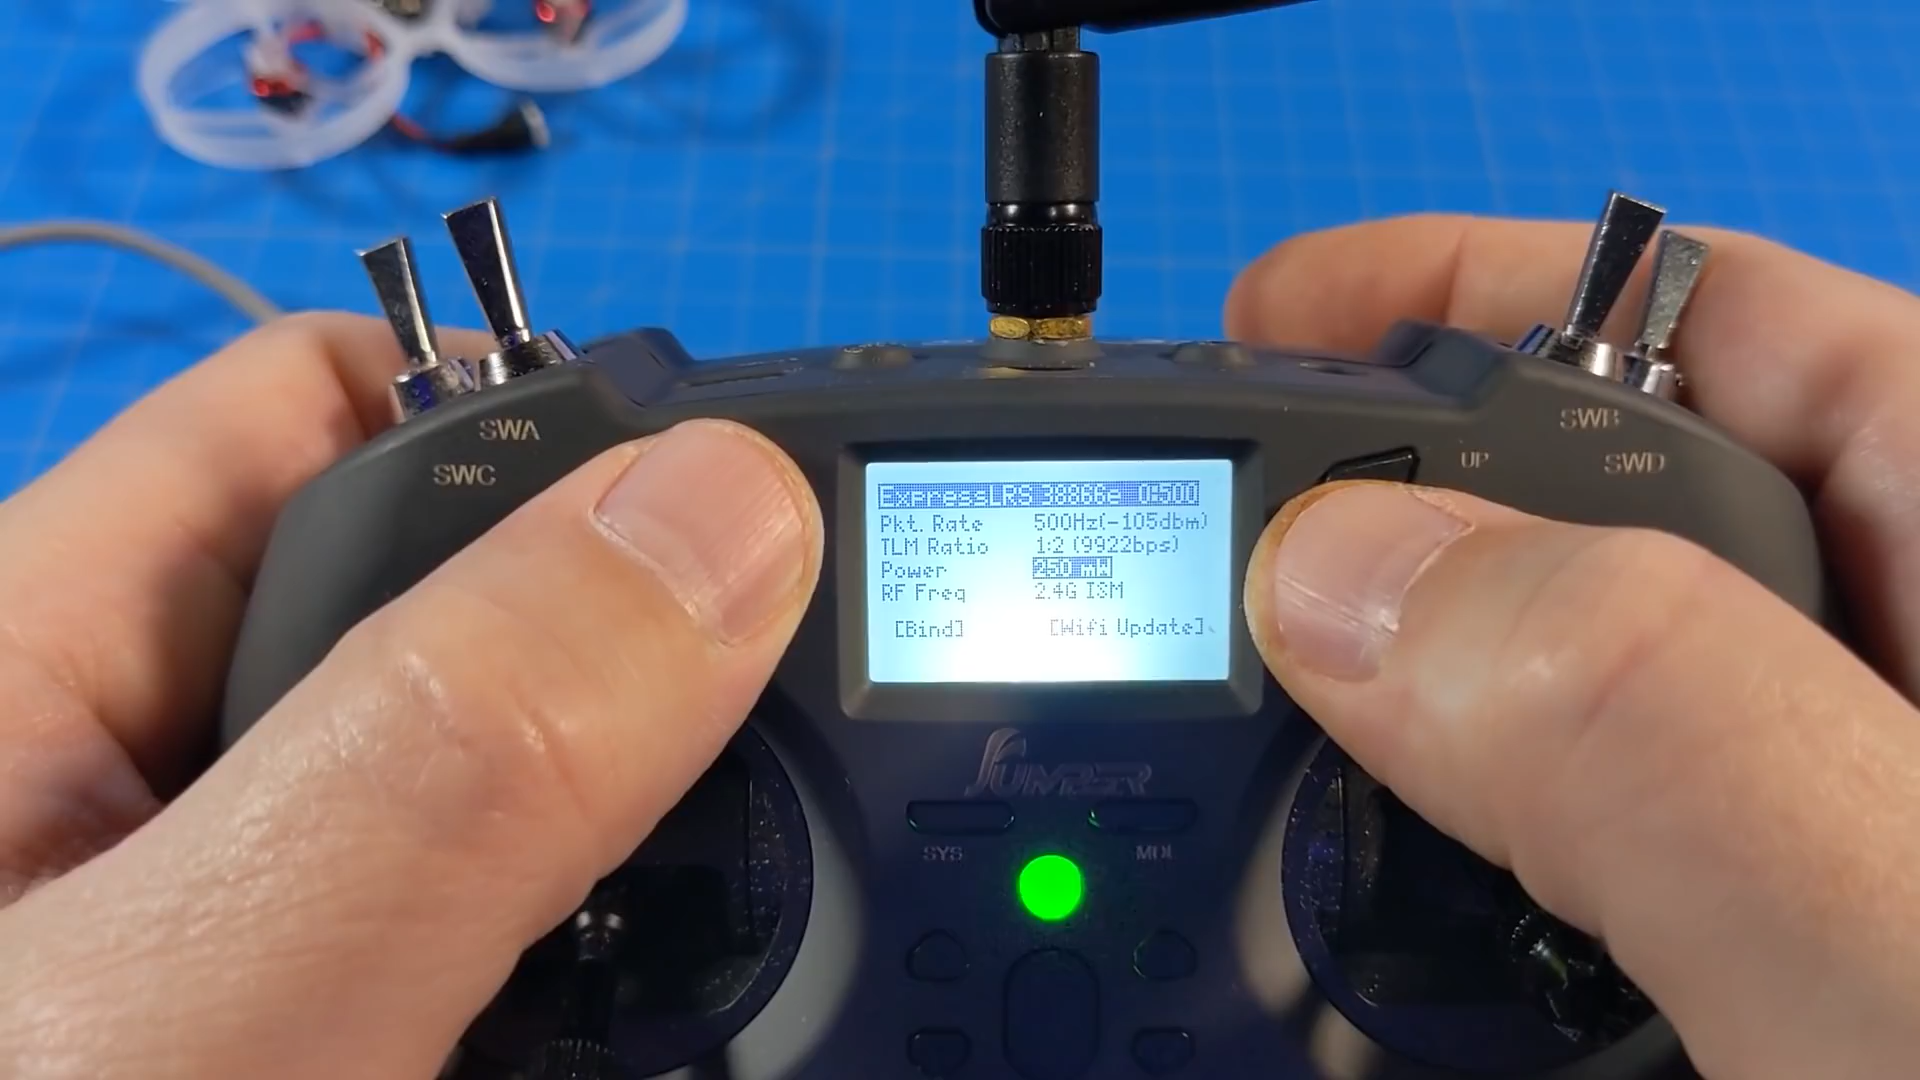 SWA
SWC
UP
SWB
SWD
ExpressLRS 38866e 0:500
Pkt. Rate 500Hz(-105dbm)
TLM Ratio 1:2 (9922bps)
Power 250 mW
RF Freq 2.4G ISM
[Bind] [Wifi Update]
JUMPER
SYS
MDL